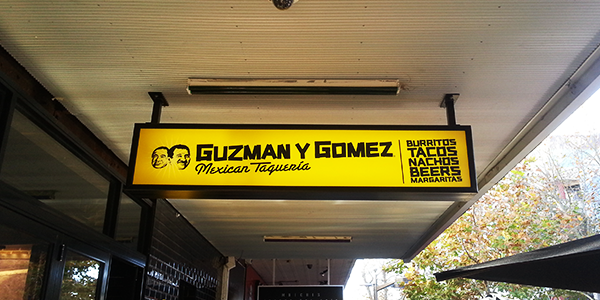 GUZMAN Y GOMEZ
Mexican Taqueria
BURRITOS
TACOS
NACHOS
BEERS
MARGARITAS